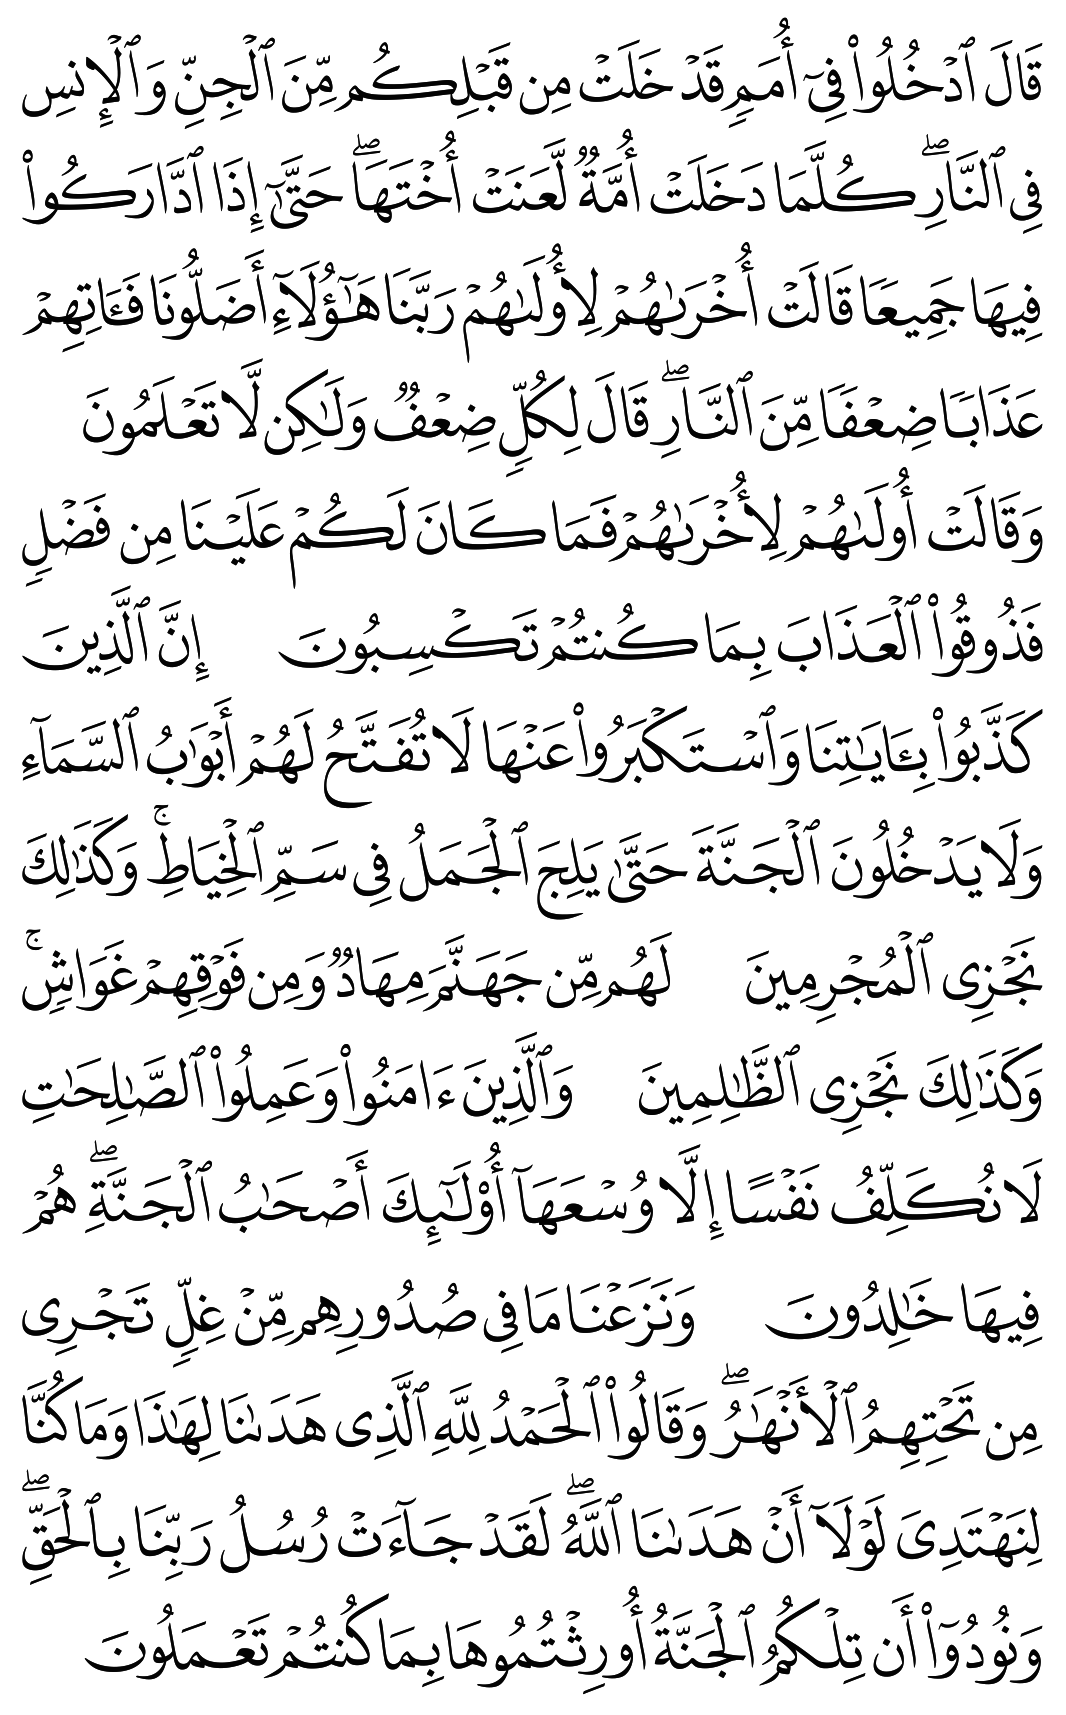 قَالَ ٱدۡخُلُواْ فِيٓ أُمَمٖ قَدۡ خَلَتۡ مِن قَبۡلِكُم مِّنَ ٱلۡجِنِّ وَٱلۡإِنسِ
فِي ٱلنَّارِۖ كُلَّمَا دَخَلَتۡ أُمَّةٞ لَّعَنَتۡ أُخۡتَهَاۖ حَتَّىٰٓ إِذَا ٱدَّارَكُواْ
فِيهَا جَمِيعٗا قَالَتۡ أُخۡرَىٰهُمۡ لِأُولَىٰهُمۡ رَبَّنَا هَٰٓؤُلَآءِ أَضَلُّونَا فَـَٔاتِهِمۡ
عَذَابٗا ضِعۡفٗا مِّنَ ٱلنَّارِۖ قَالَ لِكُلّٖ ضِعۡفٞ وَلَٰكِن لَّا تَعۡلَمُونَ
وَقَالَتۡ أُولَىٰهُمۡ لِأُخۡرَىٰهُمۡ فَمَا كَانَ لَكُمۡ عَلَيۡنَا مِن فَضۡلٖ
فَذُوقُواْ ٱلۡعَذَابَ بِمَا كُنتُمۡ تَكۡسِبُونَ إِنَّ ٱلَّذِينَ
كَذَّبُواْ بِـَٔايَٰتِنَا وَٱسۡتَكۡبَرُواْ عَنۡهَا لَا تُفَتَّحُ لَهُمۡ أَبۡوَٰبُ ٱلسَّمَآءِ
وَلَا يَدۡخُلُونَ ٱلۡجَنَّةَ حَتَّىٰ يَلِجَ ٱلۡجَمَلُ فِي سَمِّ ٱلۡخِيَاطِۚ وَكَذَٰلِكَ
نَجۡزِي ٱلۡمُجۡرِمِينَ لَهُم مِّن جَهَنَّمَ مِهَادٞ وَمِن فَوۡقِهِمۡ غَوَاشٖۚ
وَكَذَٰلِكَ نَجۡزِي ٱلظَّٰلِمِينَ وَٱلَّذِينَ ءَامَنُواْ وَعَمِلُواْ ٱلصَّٰلِحَٰتِ
لَا نُكَلِّفُ نَفۡسًا إِلَّا وُسۡعَهَآ أُوْلَٰٓئِكَ أَصۡحَٰبُ ٱلۡجَنَّةِۖ هُمۡ
فِيهَا خَٰلِدُونَ وَنَزَعۡنَا مَا فِي صُدُورِهِم مِّنۡ غِلّٖ تَجۡرِي
مِن تَحۡتِهِمُ ٱلۡأَنۡهَٰرُۖ وَقَالُواْ ٱلۡحَمۡدُ لِلَّهِ ٱلَّذِي هَدَىٰنَا لِهَٰذَا وَمَا كُنَّا
لِنَهۡتَدِيَ لَوۡلَآ أَنۡ هَدَىٰنَا ٱللَّهُۖ لَقَدۡ جَآءَتۡ رُسُلُ رَبِّنَا بِٱلۡحَقِّۖ
وَنُودُوٓاْ أَن تِلۡكُمُ ٱلۡجَنَّةُ أُورِثۡتُمُوهَا بِمَا كُنتُمۡ تَعۡمَلُونَ